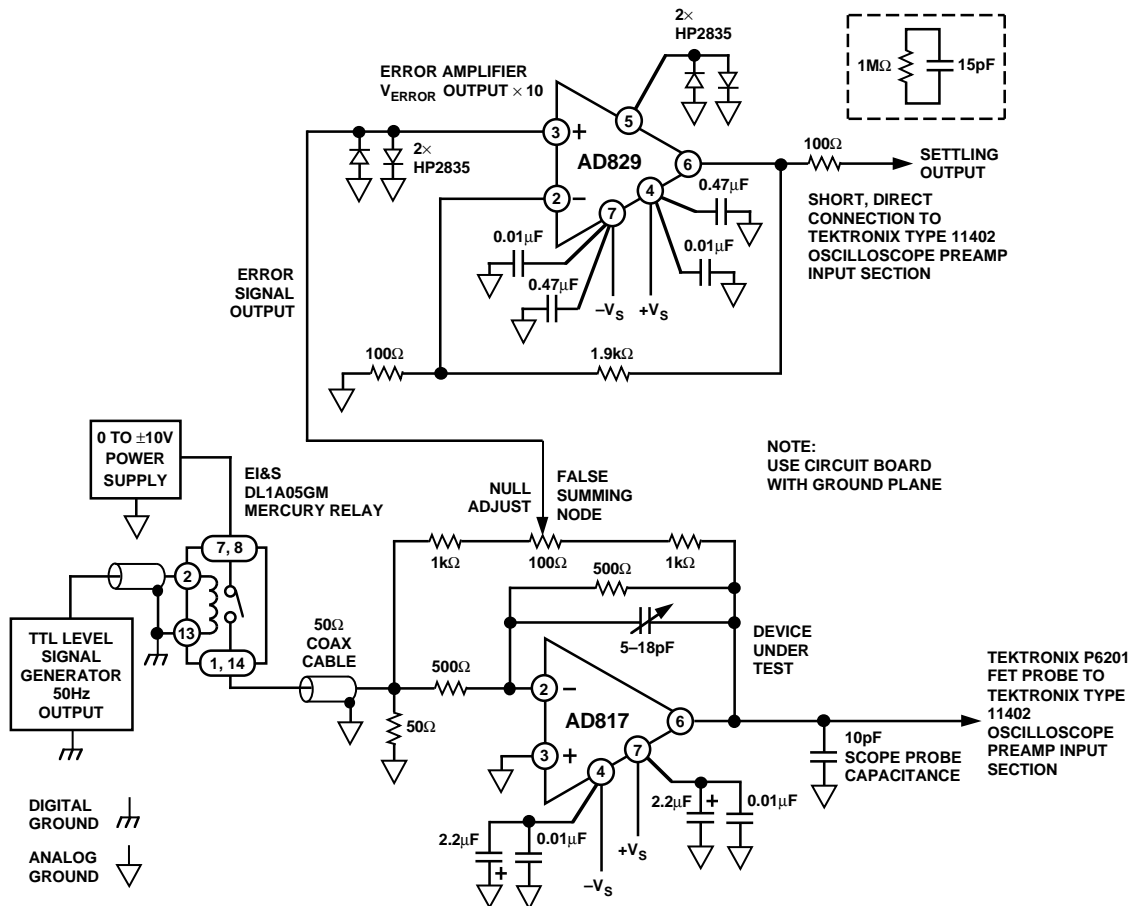 2×
HP2835
1MΩ
15pF
ERROR AMPLIFIER
VERROR OUTPUT × 10
5
3
+
2×
HP2835
AD829
6
100Ω
SETTLING
OUTPUT
4
0.47µF
2
−
7
SHORT, DIRECT
CONNECTION TO
TEKTRONIX TYPE 11402
OSCILLOSCOPE PREAMP
INPUT SECTION
0.01µF
0.01µF
ERROR
SIGNAL
OUTPUT
0.47µF
−VS
+VS
100Ω
1.9kΩ
0 TO ±10V
POWER
SUPPLY
EI&S
DL1A05GM
MERCURY RELAY
NULL
ADJUST
FALSE
SUMMING
NODE
NOTE:
USE CIRCUIT BOARD
WITH GROUND PLANE
7, 8
2
13
1, 14
1kΩ
100Ω
1kΩ
500Ω
5–18pF
TTL LEVEL
SIGNAL
GENERATOR
50Hz
OUTPUT
50Ω
COAX
CABLE
500Ω
50Ω
DEVICE
UNDER
TEST
2
−
AD817
6
3
+
4
7
TEKTRONIX P6201
FET PROBE TO
TEKTRONIX TYPE
11402
OSCILLOSCOPE
PREAMP INPUT
SECTION
10pF
SCOPE PROBE
CAPACITANCE
2.2µF
+
0.01µF
2.2µF
+
0.01µF
+VS
−VS
DIGITAL
GROUND
ANALOG
GROUND